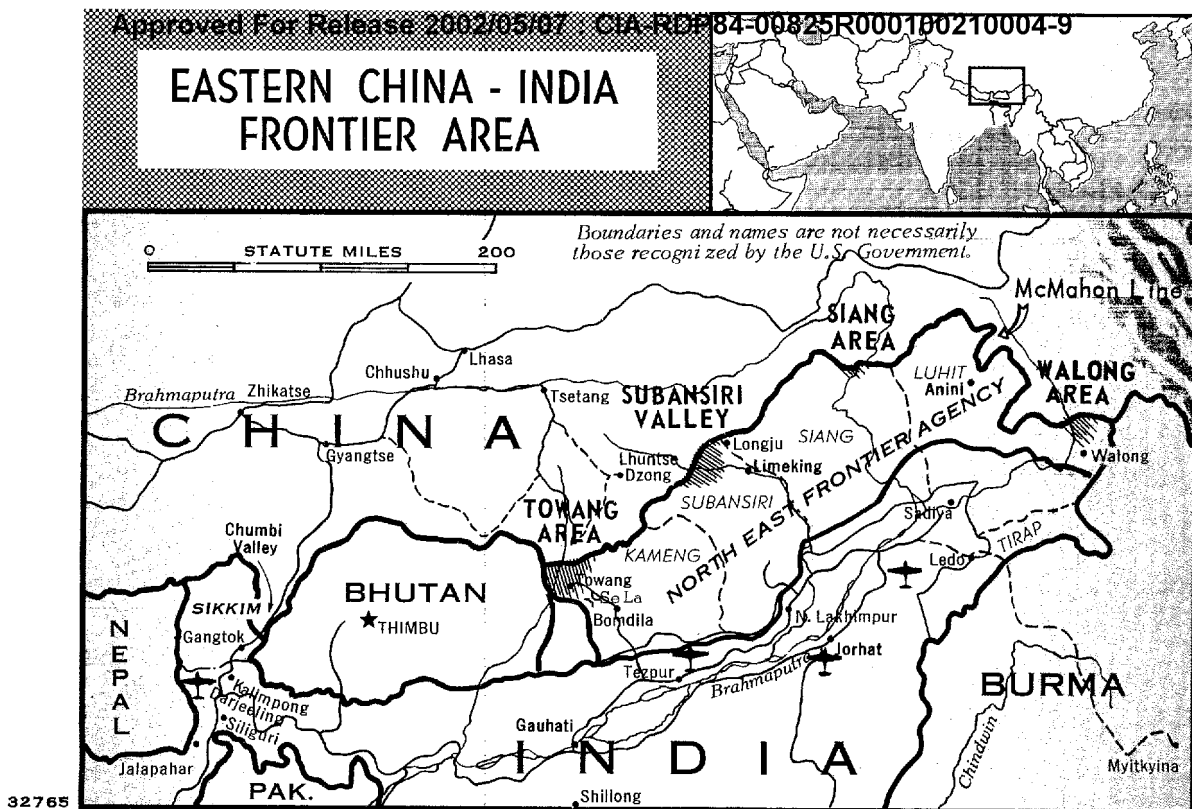 Approved For Release 2002/05/07 : CIA-RDP84-00825R000100210004-9
EASTERN CHINA - INDIA
FRONTIER AREA
0 STATUTE MILES 200
Boundaries and names are not necessarily
those recognized by the U.S. Government.
McMahon Line
SIANG
AREA
Lhasa
Chhushu
LUHIT
Anini
WALONG
AREA
Brahmaputra
Zhikatse
Tsetang
SUBANSIRI
VALLEY
CHINA
Gyangtse
Longju
SIANG
Walong
Lhuntse
Dzong
Limeking
NORTH EAST FRONTIER AGENCY
TOWANG
AREA
SUBANSIRI
Sadiya
Chumbi
Valley
KAMENG
TIRAP
Ledo
BHUTAN
Towang
Se La
Bomdila
SIKKIM
THIMBU
N. Lakhimpur
NEPAL
Gangtok
Jorhat
Tezpur
Brahmaputra
BURMA
Kalimpong
Darjeeling
Siliguri
Gauhati
INDIA
Chindwin
Jalapahar
Myitkyina
PAK.
Shillong
32765